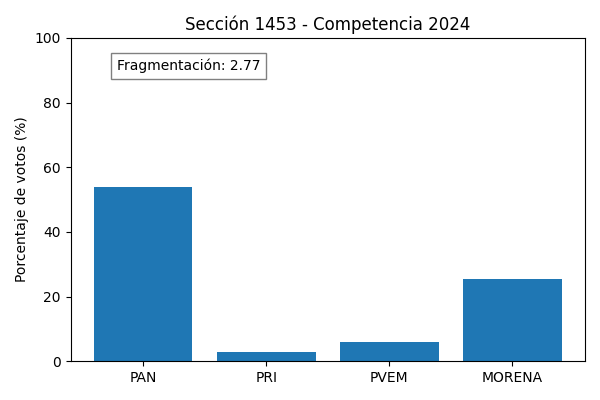 Sección 1453 - Competencia 2024
Fragmentación: 2.77
Porcentaje de votos (%)
100
80
60
40
20
0
PAN PRI PVEM MORENA